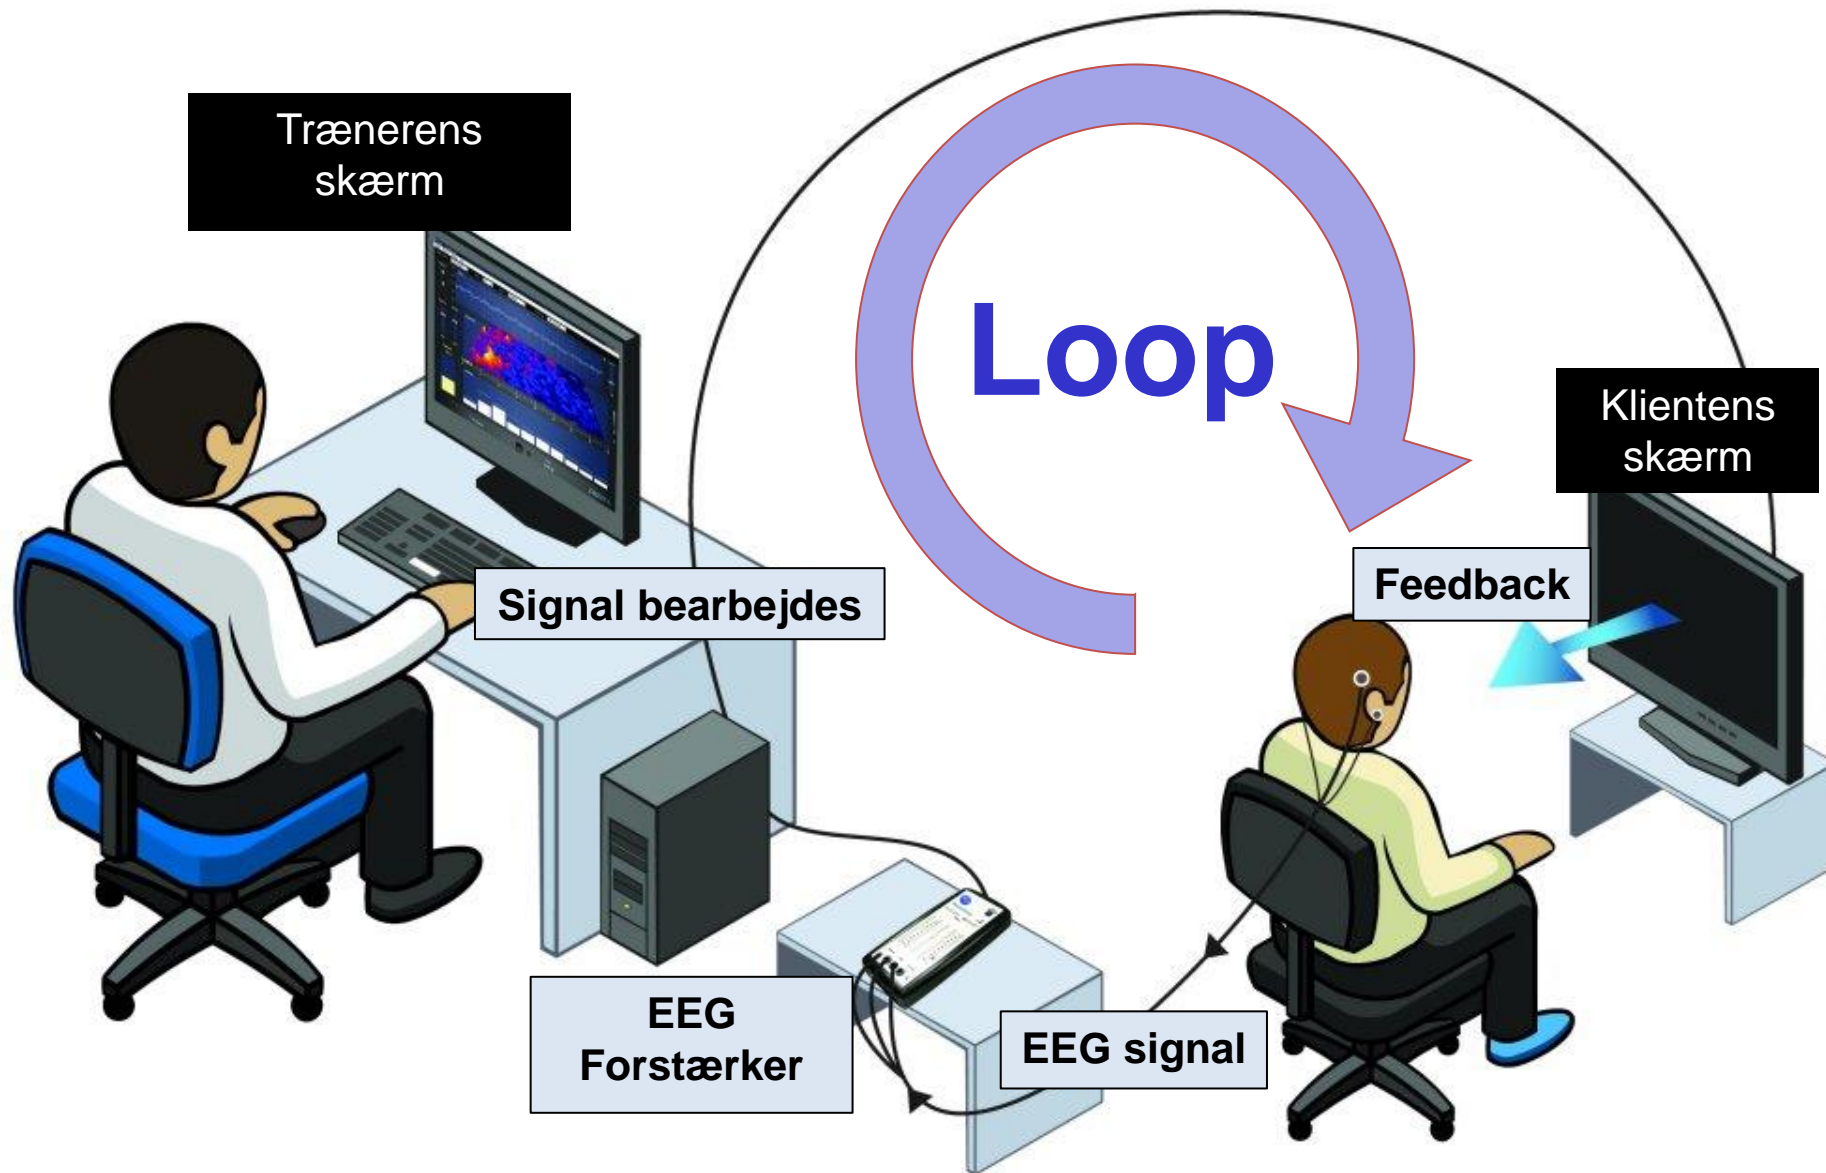 Trænerens
skærm
Loop
Klientens
skærm
Feedback
Signal bearbejdes
EEG
Forstærker
EEG signal